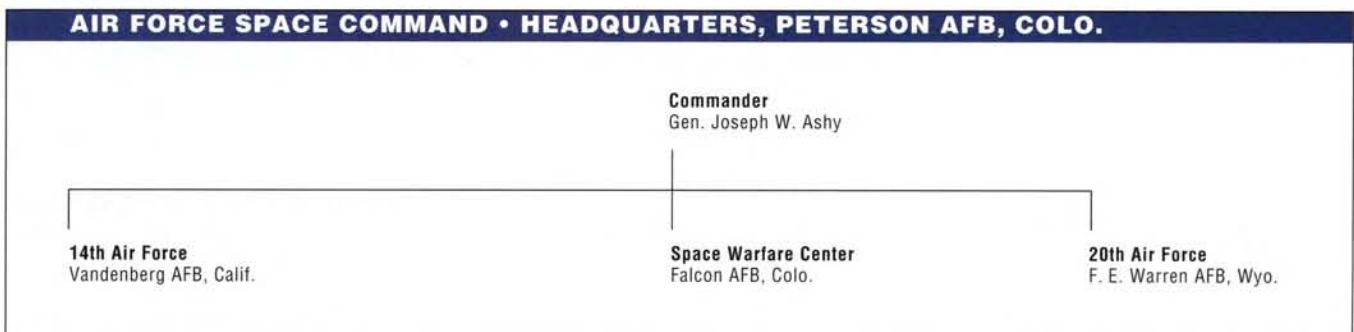 AIR FORCE SPACE COMMAND • HEADQUARTERS, PETERSON AFB, COLO.
Commander
Gen. Joseph W. Ashy
14th Air Force
Vandenberg AFB, Calif.
Space Warfare Center
Falcon AFB, Colo.
20th Air Force
F. E. Warren AFB, Wyo.